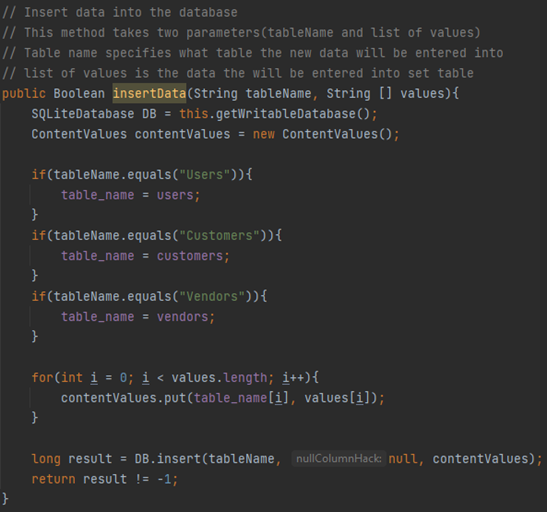 // Insert data into the database
// This method takes two parameters(tableName and list of values)
// Table name specifies what table the new data will be entered into
// list of values is the data the will be entered into set table
public Boolean insertData(String tableName, String [] values){
    SQLiteDatabase DB = this.getWritableDatabase();
    ContentValues contentValues = new ContentValues();

    if(tableName.equals("Users")){
        table_name = users;
    }
    if(tableName.equals("Customers")){
        table_name = customers;
    }
    if(tableName.equals("Vendors")){
        table_name = vendors;
    }

    for(int i = 0; i < values.length; i++){
        contentValues.put(table_name[i], values[i]);
    }

    long result = DB.insert(tableName, nullColumnHack: null, contentValues);
    return result != -1;
}